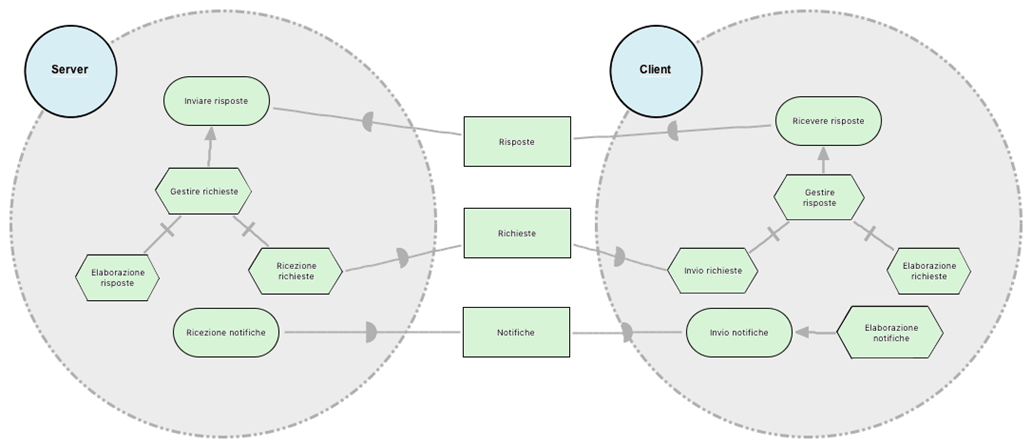 Server
Inviare risposte
Gestire richieste
Elaborazione
risposte
Ricezione
richieste
Ricezione notifiche
Risposte
Richieste
Notifiche
Client
Ricevere risposte
Gestire
risposte
Invio richieste
Elaborazione
richieste
Invio notifiche
Elaborazione
notifiche